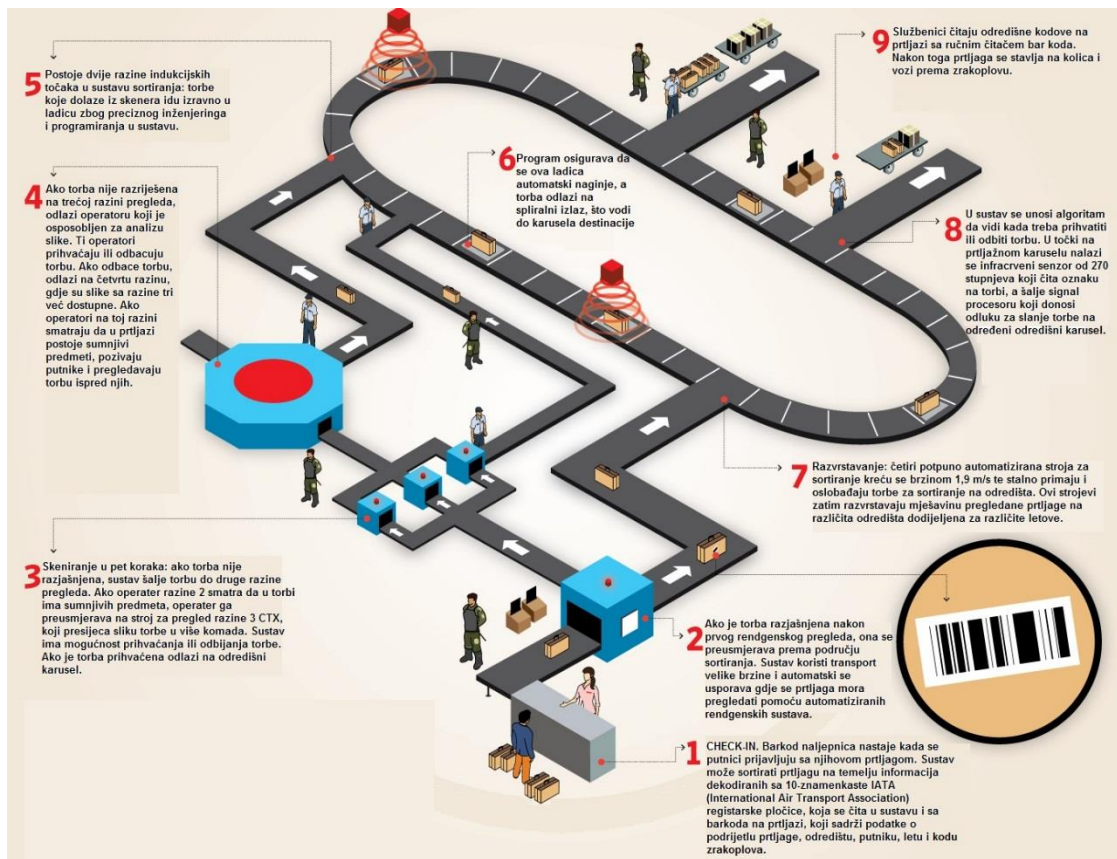 1
CHECK-IN. Barkod naljepnica nastaje kada se
putnici prijavljuju sa njihovom prtljagom. Sustav
može sortirati prtljagu na temelju informacija
dekodiranih sa 10-znamenkaste IATA
(International Air Transport Association)
registarske pločice, koja se čita u sustavu i sa
barkoda na prtljazi, koji sadrži podatke o
podrijetlu prtljage, odredištu, putniku, letu i kodu
zrakoplova.
2
Ako je torba razjašnjena nakon
prvog rendgenskog pregleda, ona se
preusmjerava prema području
sortiranja. Sustav koristi transport
velike brzine i automatski se
usporava gdje se prtljaga mora
pregledati pomoću automatiziranih
rendgenskih sustava.
3
Skeniranje u pet koraka: ako torba nije
razjašnjena, sustav šalje torbu do druge razine
pregleda. Ako operater razine 2 smatra da u torbi
ima sumnjivih predmeta, operater ga
preusmjerava na stroj za pregled razine 3 CTX,
koji presijeca sliku torbe u više komada. Sustav
ima mogućnost prihvaćanja ili odbijanja torbe.
Ako je torba prihvaćena odlazi na odredišni
karusel.
4
Ako torba nije razriješena
na trećoj razini pregleda,
odlazi operatoru koji je
osposobljen za analizu
slike. Ti operatori
prihvaćaju ili odbacuju
torbu. Ako odbace torbu,
odlazi na četvrtu razinu,
gdje su slike sa razine tri
već dostupne. Ako
operatori na toj razini
smatraju da u prtljazi
postoje sumnjivi
predmeti, pozivaju
putnike i pregledavaju
torbu ispred njih.
5
Postoje dvije razine indukcijskih
točaka u sustavu sortiranja: torbe
koje dolaze iz skenera idu izravno u
ladicu zbog preciznog inženjeringa
i programiranja u sustavu.
6
Program osigurava da
se ova ladica
automatski naginje, a
torba odlazi na
spiralni izlaz, što vodi
do karusela destinacije
7
Razvrstavanje: četiri potpuno automatizirana stroja za
sortiranje kreću se brzinom 1,9 m/s te stalno primaju i
oslobađaju torbe za sortiranje na odredišta. Ovi strojevi
zatim razvrstavaju mješavinu pregledane prtljage na
različita odredišta dodijeljena za različite letove.
8
U sustav se unosi algoritam
da vidi kada treba prihvatiti
ili odbiti torbu. U točki na
prtljažnom karuselu nalazi
se infracrveni senzor od 270
stupnjeva koji čita oznaku
na torbi, a šalje signal
procesoru koji donosi
odluku za slanje torbe na
određeni odredišni karusel.
9
Službenici čitaju odredišne kodove na
prtljazi sa ručnim čitačem bar koda.
Nakon toga prtljaga se stavlja na kolica i
vozi prema zrakoplovu.